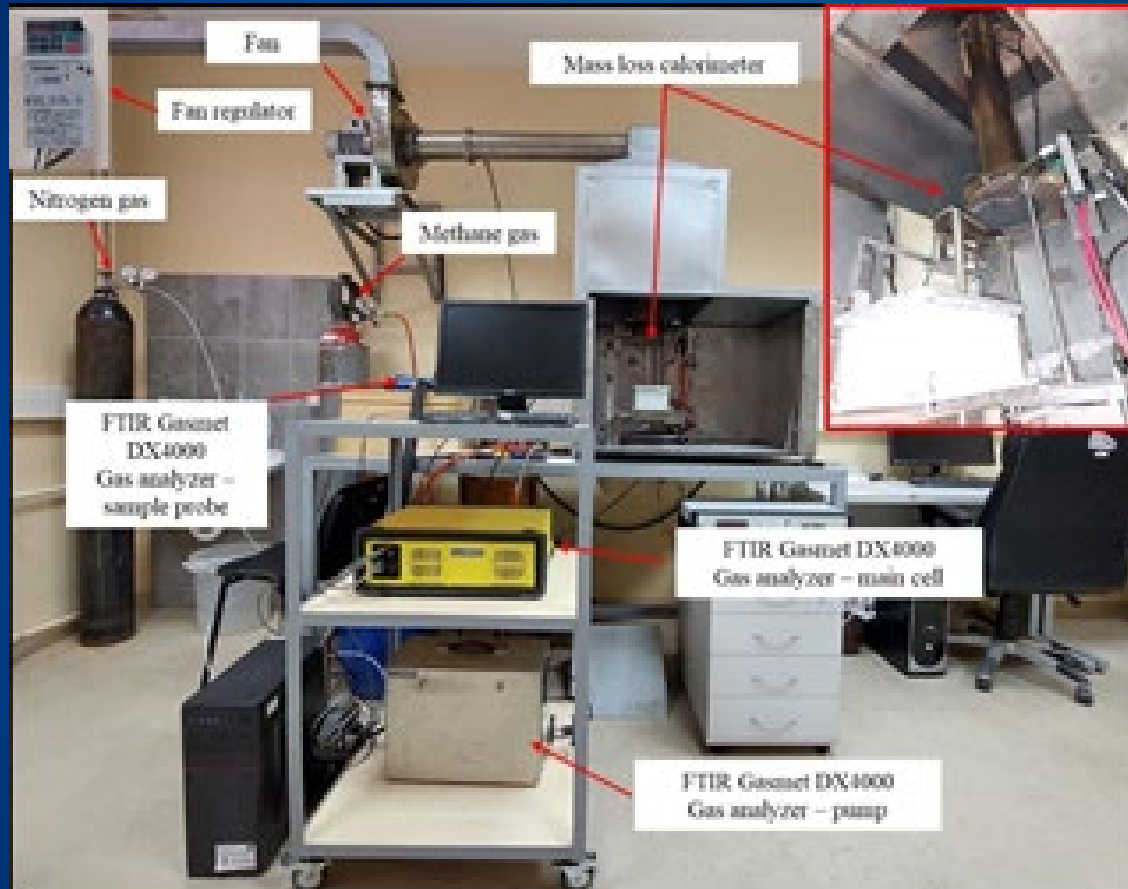 Fan
Mass loss calorimeter
Fan regulator
Nitrogen gas
Methane gas
FTIR Gasmet
DX4000
Gas analyzer –
sample probe
FTIR Gasmet DX4000
Gas analyzer – main cell
FTIR Gasmet DX4000
Gas analyzer – pump